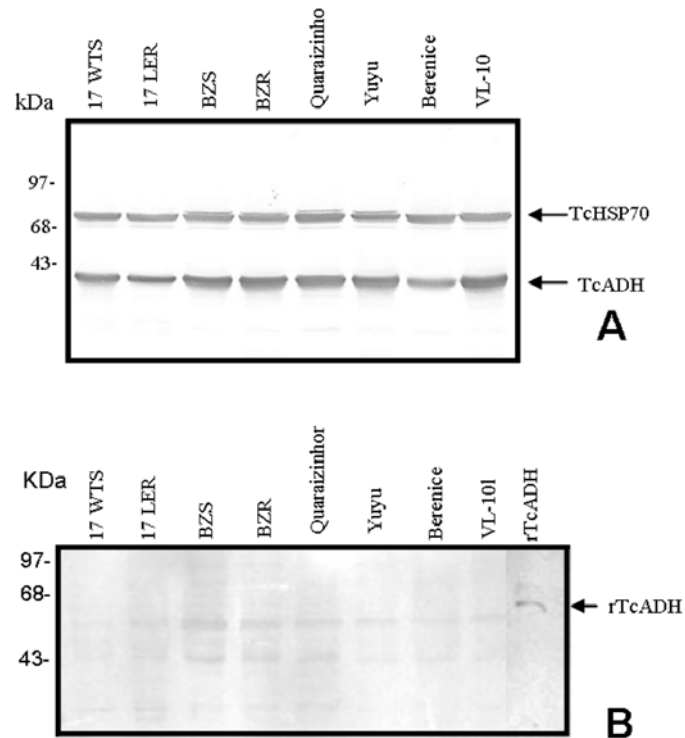 17 WTS
17 LER
BZS
BZR
Quaraizinho
Yuyu
Berenice
VL-10
kDa
97-
68-
43-
TcHSP70
TcADH
A
17 WTS
17 LER
BZS
BZR
Quaraizinhor
Yuyu
Berenice
VL-10l
rTcADH
KDa
97-
68-
43-
rTcADH
B